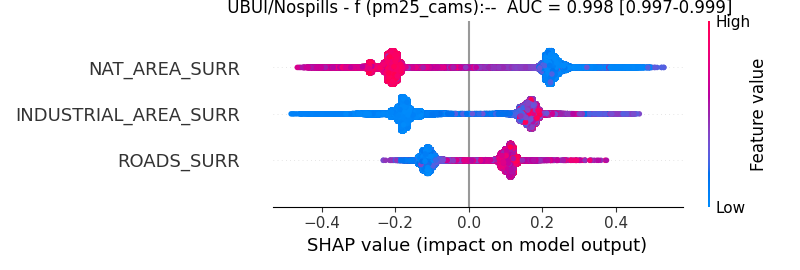 UBUI/Nospills - f (pm25_cams):--  AUC = 0.998 [0.997-0.999]
High
NAT_AREA_SURR
INDUSTRIAL_AREA_SURR
ROADS_SURR
Feature value
Low
−0.4 −0.2 0.0 0.2 0.4
SHAP value (impact on model output)